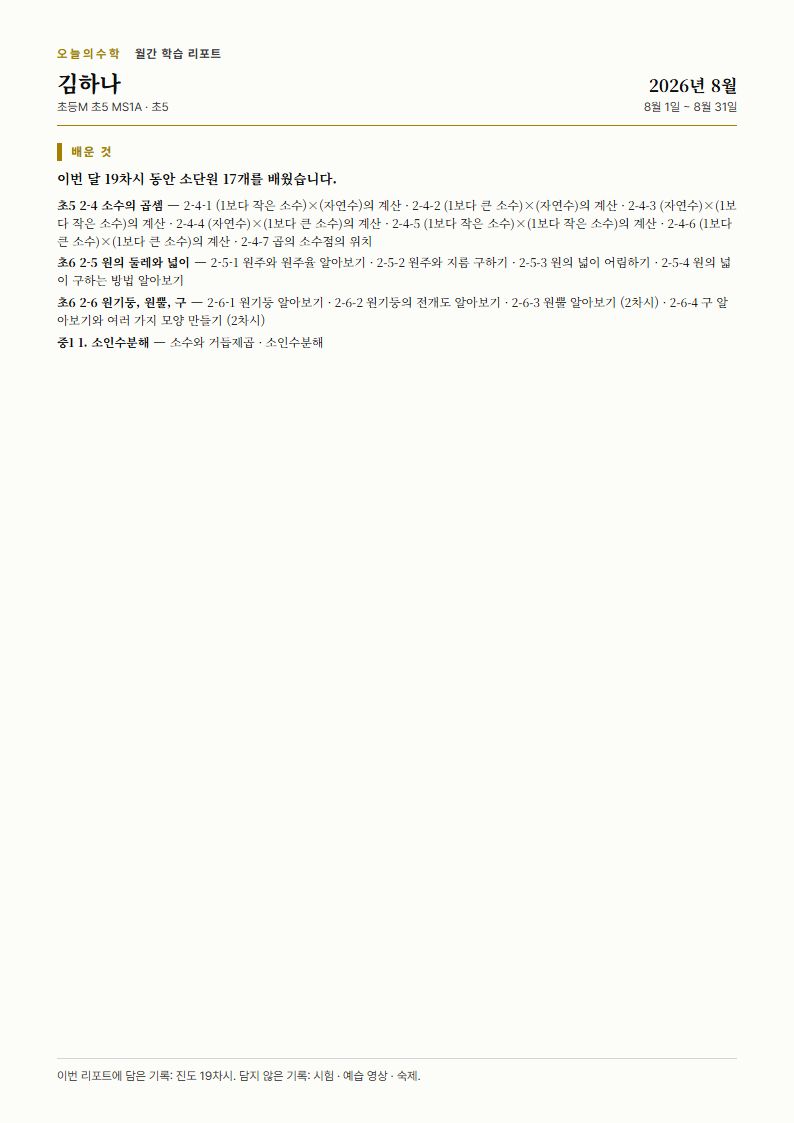 오늘의수학 월간 학습 리포트
김하나
2026년 8월
초등M 초5 MS1A · 초5
8월 1일 ~ 8월 31일
배운 것
이번 달 19차시 동안 소단원 17개를 배웠습니다.
초5 2-4 소수의 곱셈 — 2-4-1 (1보다 작은 소수)×(자연수)의 계산 · 2-4-2 (1보다 큰 소수)×(자연수)의 계산 · 2-4-3 (자연수)×(1보
다 작은 소수)의 계산 · 2-4-4 (자연수)×(1보다 큰 소수)의 계산 · 2-4-5 (1보다 작은 소수)×(1보다 작은 소수)의 계산 · 2-4-6 (1보다
큰 소수)×(1보다 큰 소수)의 계산 · 2-4-7 곱의 소수점의 위치
초6 2-5 원의 둘레와 넓이 — 2-5-1 원주와 원주율 알아보기 · 2-5-2 원주와 지름 구하기 · 2-5-3 원의 넓이 어림하기 · 2-5-4 원의 넓
이 구하는 방법 알아보기
초6 2-6 원기둥, 원뿔, 구 — 2-6-1 원기둥 알아보기 · 2-6-2 원기둥의 전개도 알아보기 · 2-6-3 원뿔 알아보기 (2차시) · 2-6-4 구 알
아보기와 여러 가지 모양 만들기 (2차시)
중1 1. 소인수분해 — 소수와 거듭제곱 · 소인수분해
이번 리포트에 담은 기록: 진도 19차시. 담지 않은 기록: 시험 · 예습 영상 · 숙제.